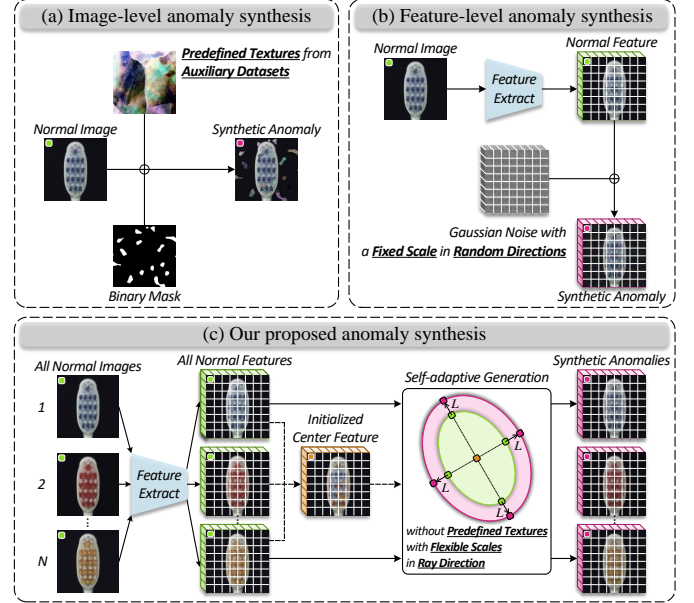 (a) Image-level anomaly synthesis
Predefined Textures from
Auxiliary Datasets
Normal Image
Synthetic Anomaly
Binary Mask
(b) Feature-level anomaly synthesis
Normal Image
Normal Feature
Feature
Extract
Gaussian Noise with
a Fixed Scale in Random Directions
Synthetic Anomaly
(c) Our proposed anomaly synthesis
All Normal Images
All Normal Features
Self-adaptive Generation
Synthetic Anomalies
1
2
N
Feature
Extract
Initialized
Center Feature
L
L
L
L
without Predefined Textures
with Flexible Scales
in Ray Direction